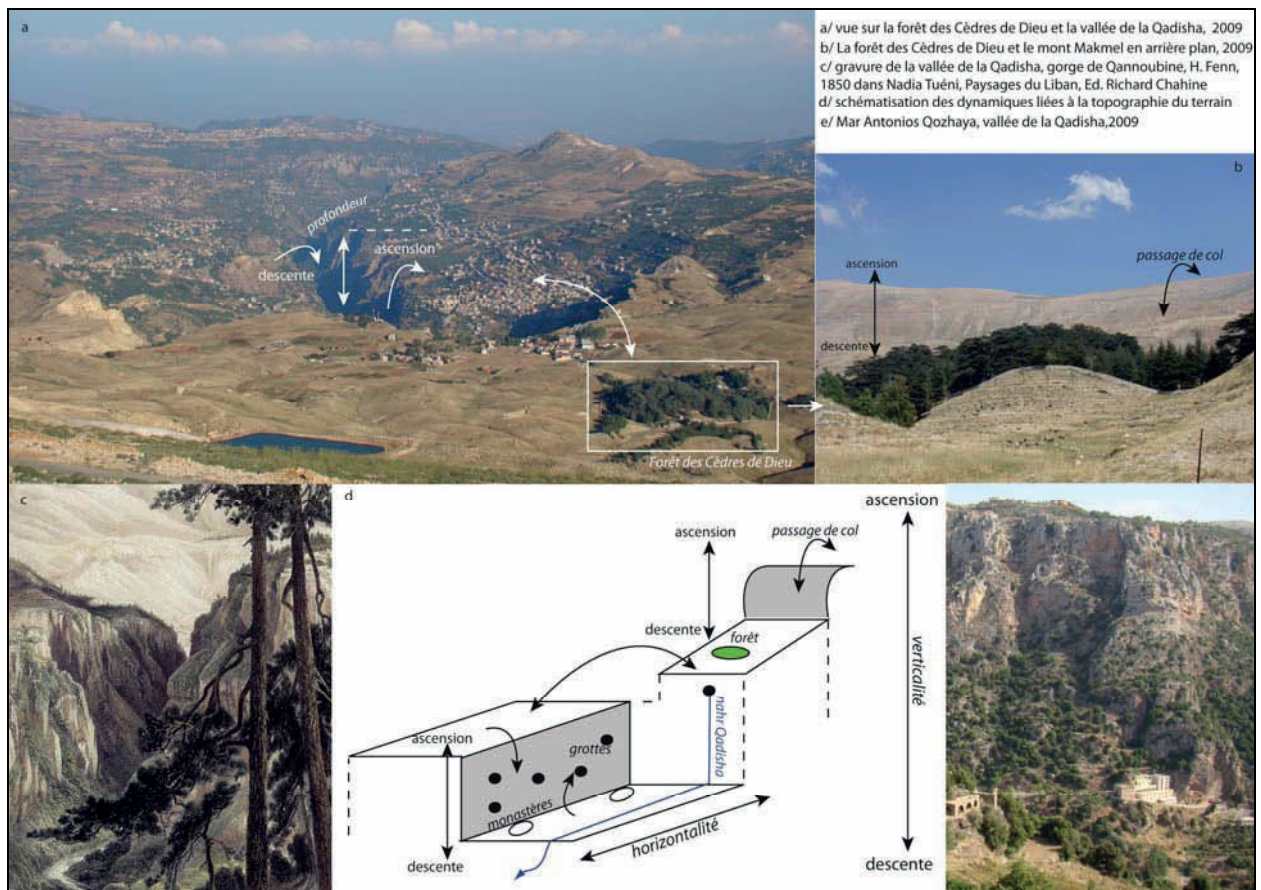 a
a/ vue sur la forêt des Cèdres de Dieu et la vallée de la Qadisha, 2009
b/ La forêt des Cèdres de Dieu et le mont Makmel en arrière plan, 2009
c/ gravure de la vallée de la Qadisha, gorge de Qannoubine, H. Fenn,
1850 dans Nadia Tuéni, Paysages du Liban, Ed. Richard Chahine
d/ schématisation des dynamiques liées à la topographie du terrain
e/ Mar Antonios Qozhaya, vallée de la Qadisha,2009
profondeur
ascension
descente
Forêt des Cèdres de Dieu
b
ascension
passage de col
descente
c
d
ascension
passage de col
descente
forêt
nahr Qadisha
ascension
grottes
monastères
descente
horizontalité
ascension
verticalité
descente